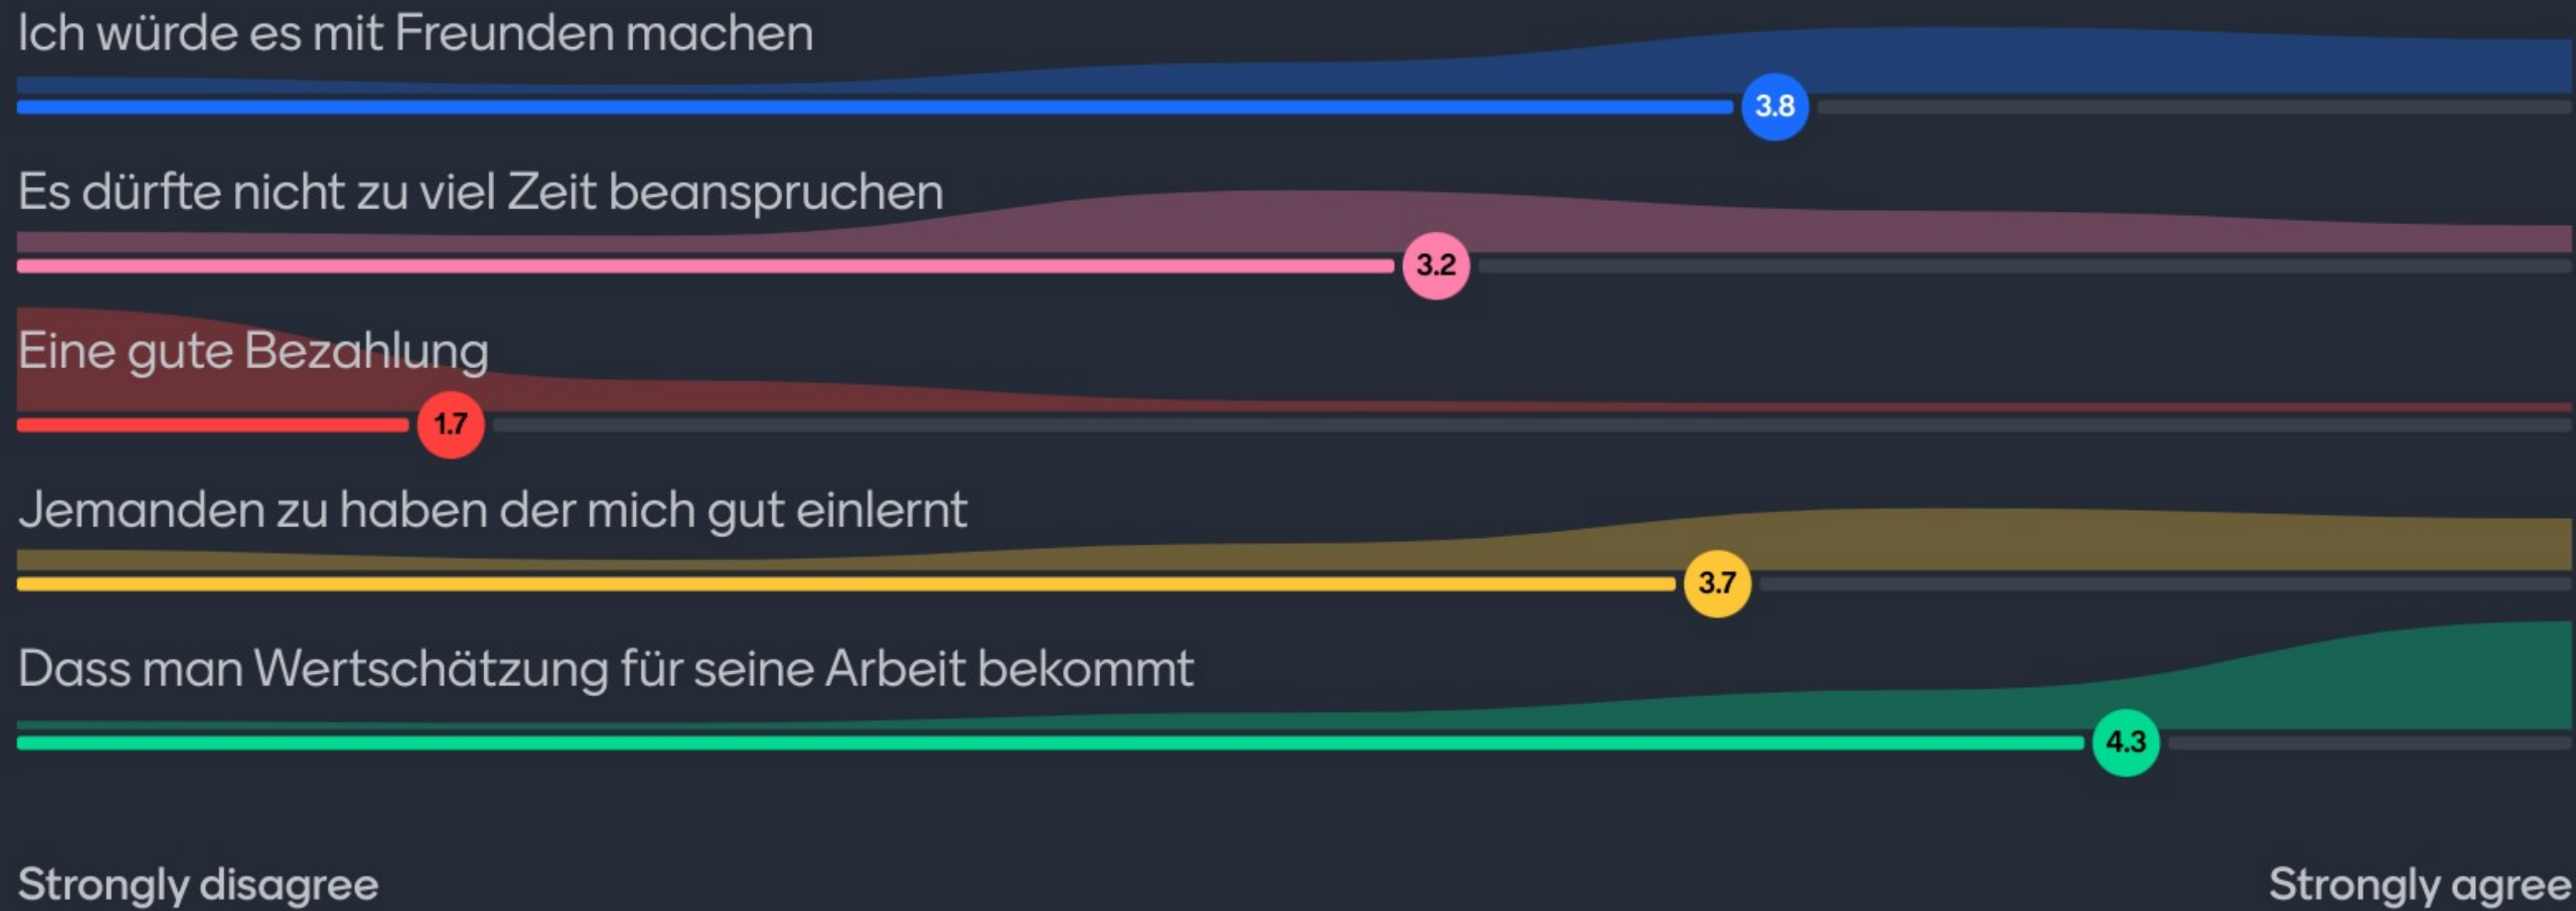 Ich würde es mit Freunden machen
3.8
Es dürfte nicht zu viel Zeit beanspruchen
3.2
Eine gute Bezahlung
1.7
Jemanden zu haben der mich gut einlernt
3.7
Dass man Wertschätzung für seine Arbeit bekommt
4.3
Strongly disagree
Strongly agree